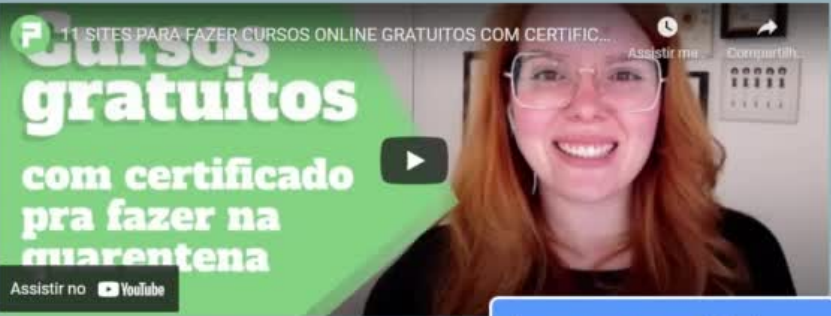 11 SITES PARA FAZER CURSOS ONLINE GRATUITOS COM CERTIFIC...
Assistir ma...
Compartilh...
Cursos
gratuitos
com certificado
pra fazer na
quarentena
Assistir no YouTube